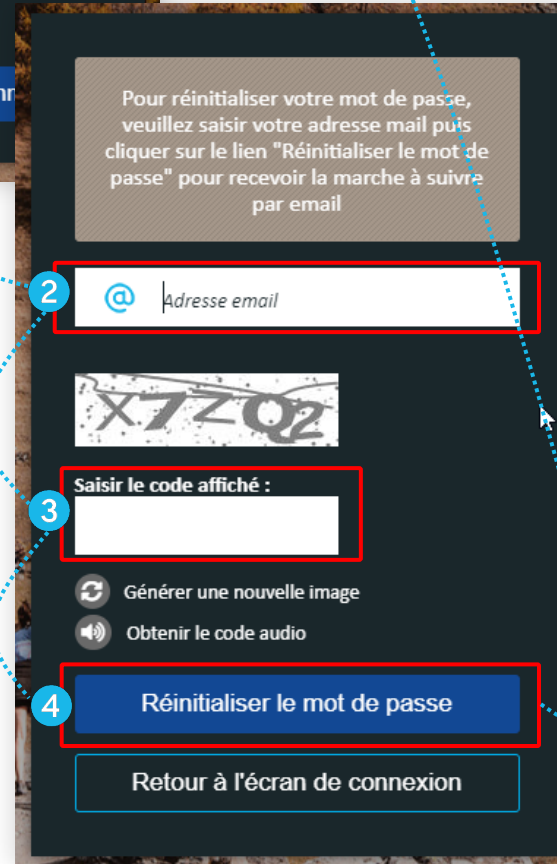 Pour réinitialiser votre mot de passe,
veuillez saisir votre adresse mail puis
cliquer sur le lien "Réinitialiser le mot de
passe" pour recevoir la marche à suivre
par email
2
@ Adresse email
X7ZQ2
Saisir le code affiché :
3
Générer une nouvelle image
Obtenir le code audio
4
Réinitialiser le mot de passe
Retour à l'écran de connexion